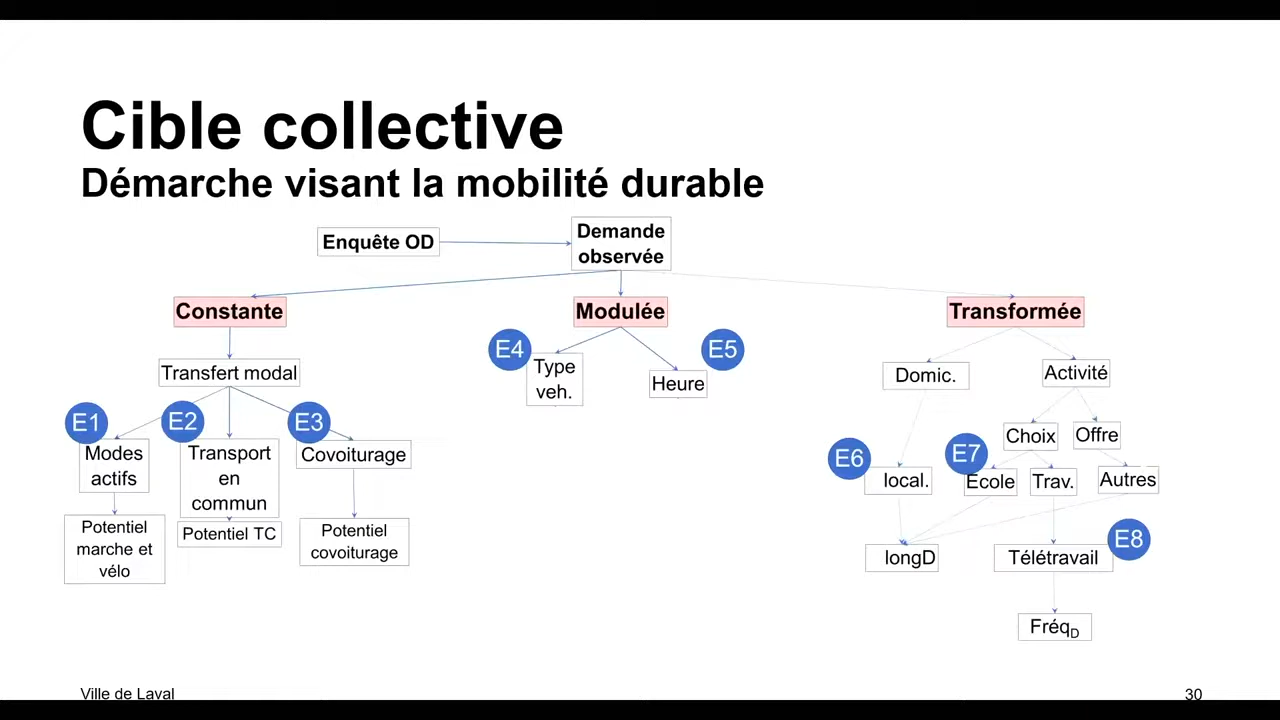 Cible collective
Démarche visant la mobilité durable
Enquête OD
Demande
observée
Constante
Modulée
Transformée
Transfert modal
E4
Type
veh.
Heure
E5
Domic.
Activité
E1
Modes
actifs
E2
Transport
en
commun
E3
Covoiturage
Choix
Offre
E6
local.
E7
Ecole
Trav.
Autres
Potentiel
marche et
vélo
Potentiel TC
Potentiel
covoiturage
longD
Télétravail
E8
FréqD
Ville de Laval
30